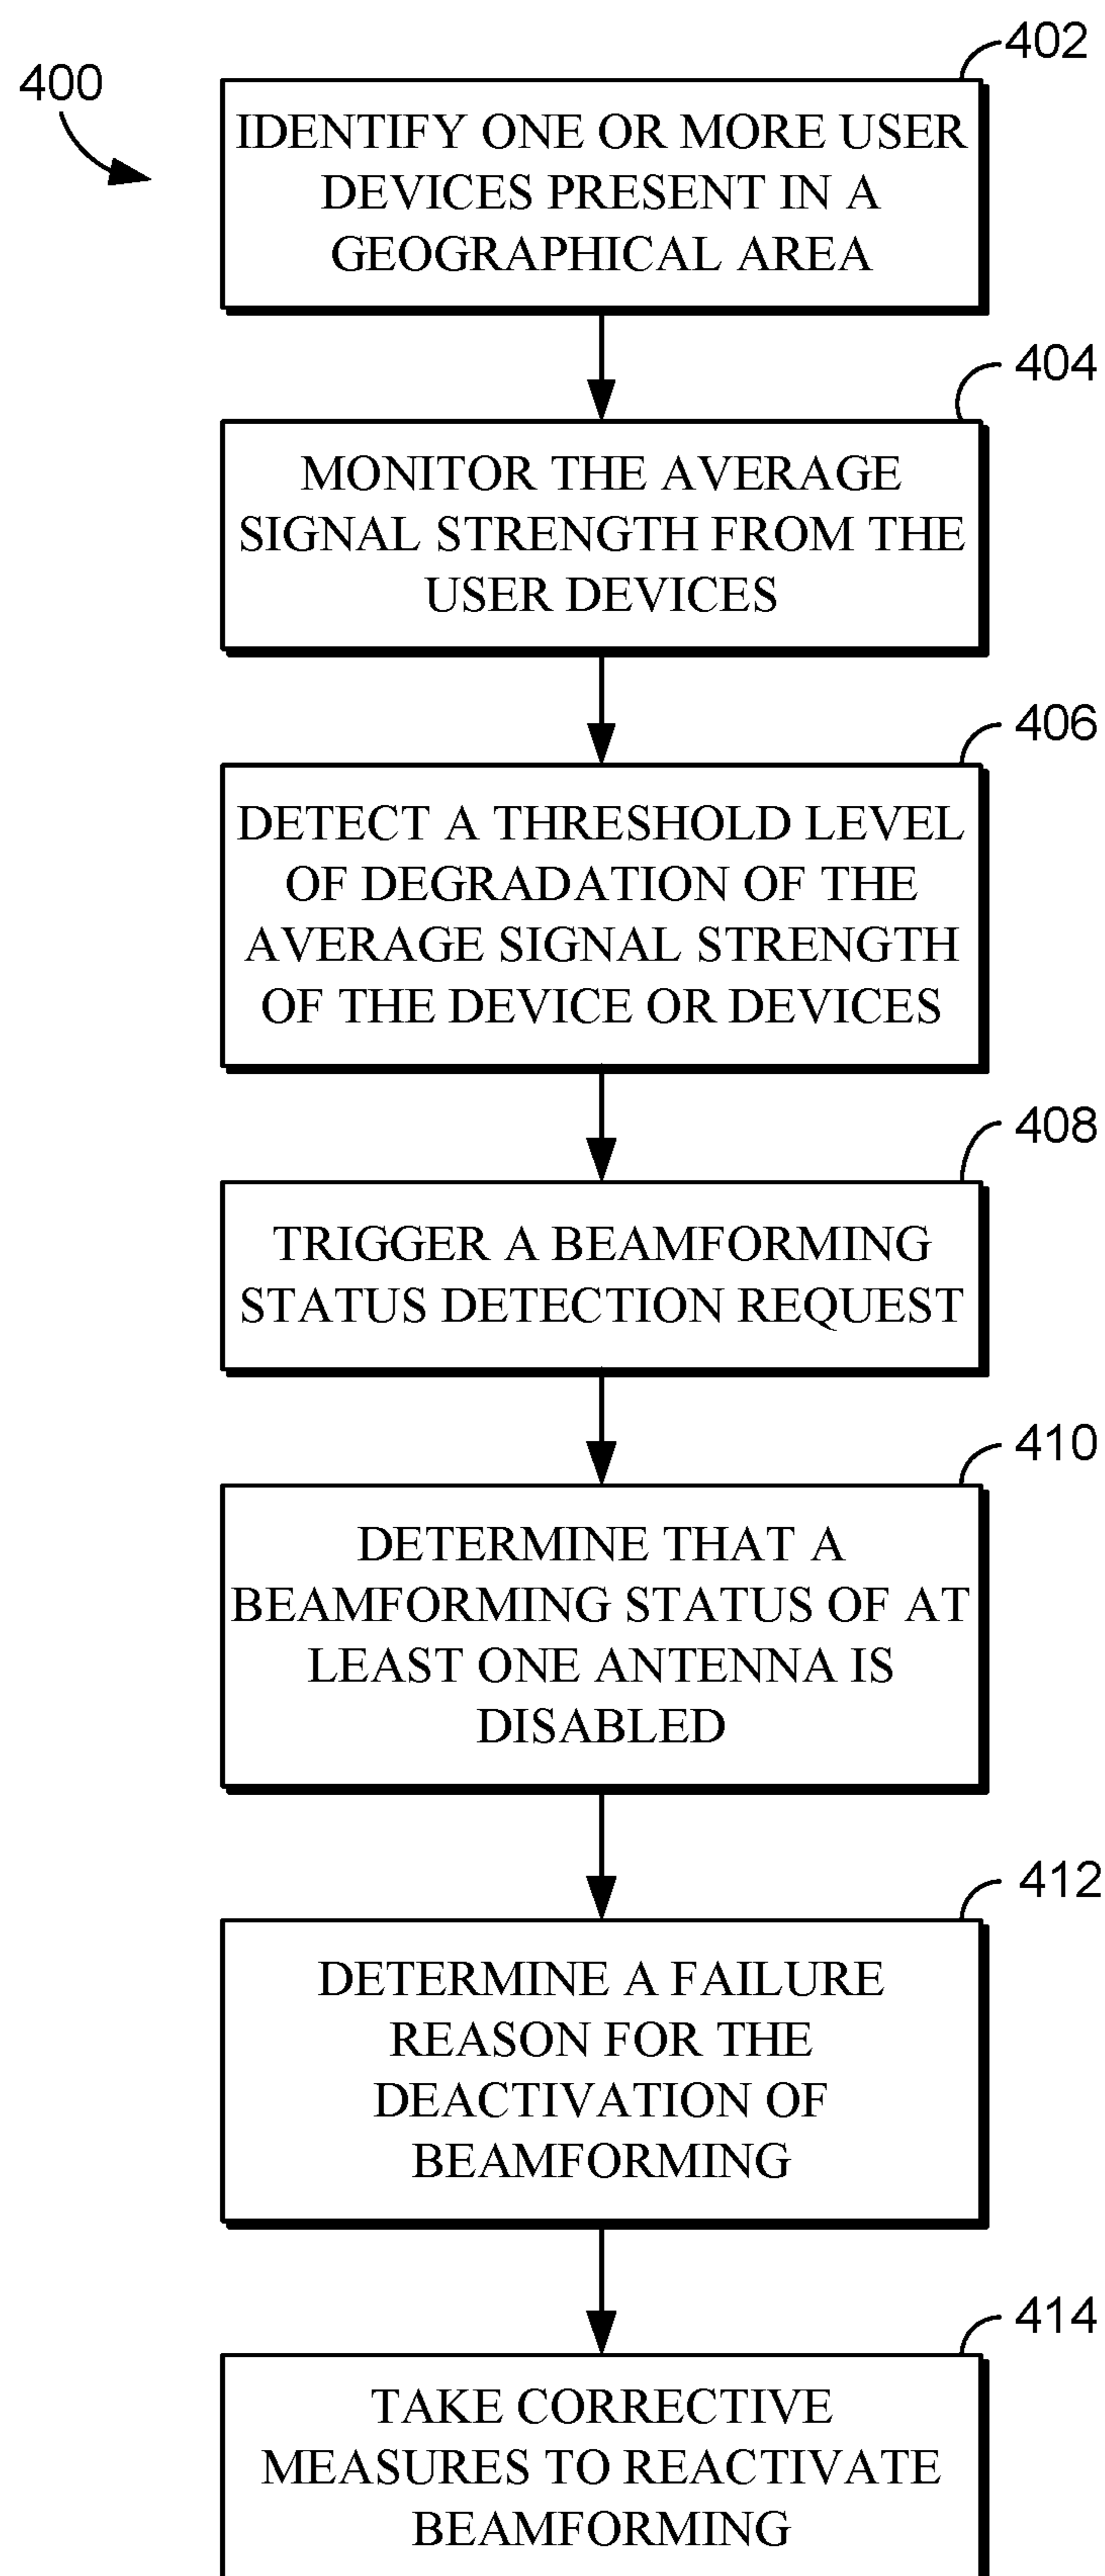 400
402
IDENTIFY ONE OR MORE USER
DEVICES PRESENT IN A
GEOGRAPHICAL AREA
404
MONITOR THE AVERAGE
SIGNAL STRENGTH FROM THE
USER DEVICES
406
DETECT A THRESHOLD LEVEL
OF DEGRADATION OF THE
AVERAGE SIGNAL STRENGTH
OF THE DEVICE OR DEVICES
408
TRIGGER A BEAMFORMING
STATUS DETECTION REQUEST
410
DETERMINE THAT A
BEAMFORMING STATUS OF AT
LEAST ONE ANTENNA IS
DISABLED
412
DETERMINE A FAILURE
REASON FOR THE
DEACTIVATION OF
BEAMFORMING
414
TAKE CORRECTIVE
MEASURES TO REACTIVATE
BEAMFORMING